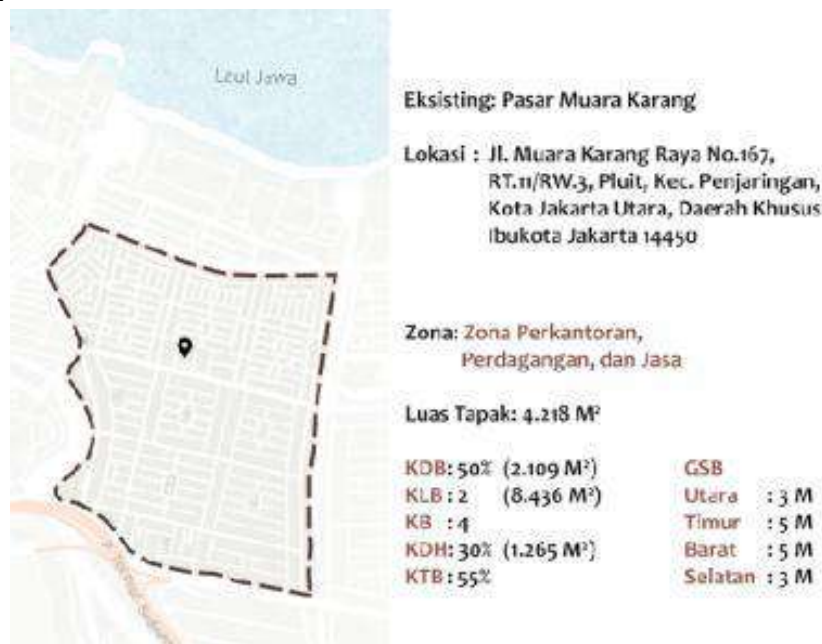 Laut Jawa
Eksisting: Pasar Muara Karang
Lokasi : Jl. Muara Karang Raya No.167,
RT.11/RW.3, Pluit, Kec. Penjaringan,
Kota Jakarta Utara, Daerah Khusus
Ibukota Jakarta 14450
Zona: Zona Perkantoran,
Perdagangan, dan Jasa
Luas Tapak: 4.218 M²
KDB: 50% (2.109 M²)
KLB : 2 (8.436 M²)
KB : 4
KDH: 30% (1.265 M²)
KTB : 55%
GSB
Utara : 3 M
Timur : 5 M
Barat : 5 M
Selatan : 3 M